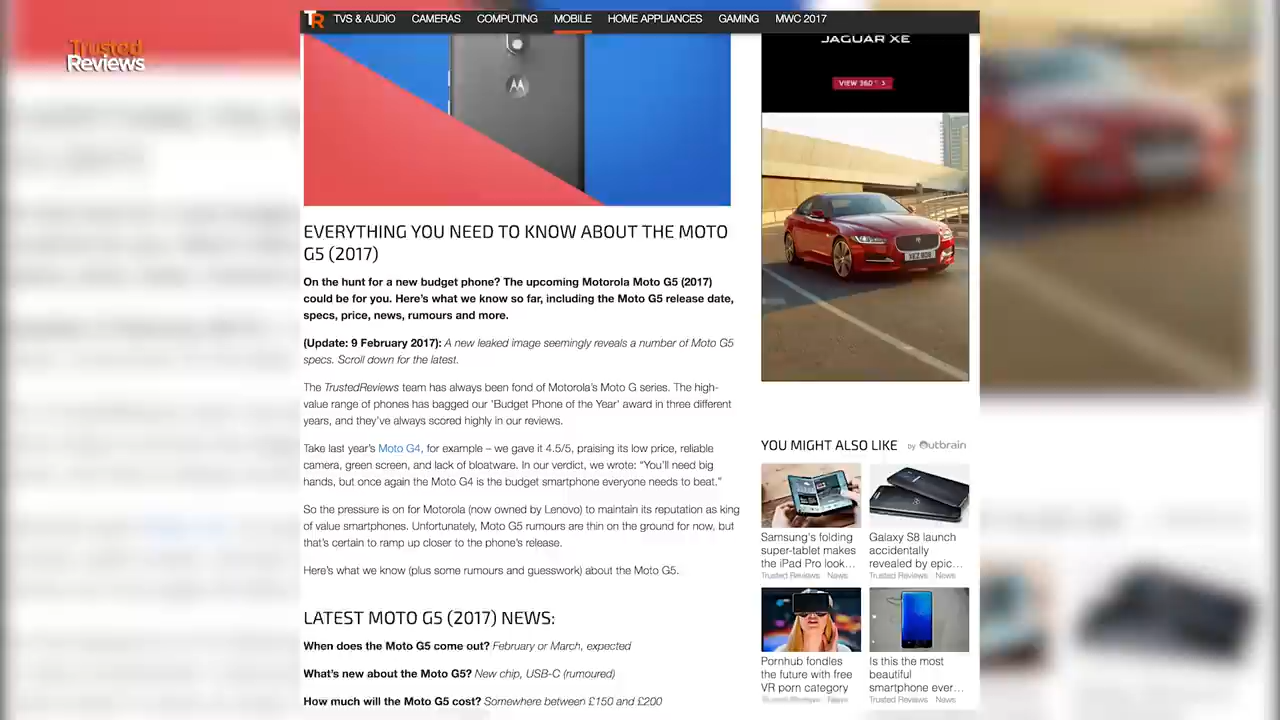 TR
TVS & AUDIO CAMERAS COMPUTING MOBILE HOME APPLIANCES GAMING MWC 2017
Trusted
Reviews
EVERYTHING YOU NEED TO KNOW ABOUT THE MOTO
G5 (2017)
On the hunt for a new budget phone? The upcoming Motorola Moto G5 (2017)
could be for you. Here's what we know so far, including the Moto G5 release date,
specs, price, news, rumours and more.
(Update: 9 February 2017): A new leaked image seemingly reveals a number of Moto G5
specs. Scroll down for the latest.
The TrustedReviews team has always been fond of Motorola's Moto G series. The high-
value range of phones has bagged our 'Budget Phone of the Year' award in three different
years, and they've always scored highly in our reviews.
Take last year's Moto G4, for example – we gave it 4.5/5, praising its low price, reliable
camera, green screen, and lack of bloatware. In our verdict, we wrote: “You'll need big
hands, but once again the Moto G4 is the budget smartphone everyone needs to beat.”
So the pressure is on for Motorola (now owned by Lenovo) to maintain its reputation as king
of value smartphones. Unfortunately, Moto G5 rumours are thin on the ground for now, but
that's certain to ramp up closer to the phone's release.
Here's what we know (plus some rumours and guesswork) about the Moto G5.
LATEST MOTO G5 (2017) NEWS:
When does the Moto G5 come out? February or March, expected
What's new about the Moto G5? New chip, USB-C (rumoured)
How much will the Moto G5 cost? Somewhere between £150 and £200
JAGUAR XE
VIEW 360° >
YOU MIGHT ALSO LIKE by Outbrain
Samsung's folding
super-tablet makes
the iPad Pro look…
Trusted Reviews News
Galaxy S8 launch
accidentally
revealed by epic…
Trusted Reviews News
Pornhub fondles
the future with free
VR porn category
Trusted Reviews News
Is this the most
beautiful
smartphone ever…
Trusted Reviews News